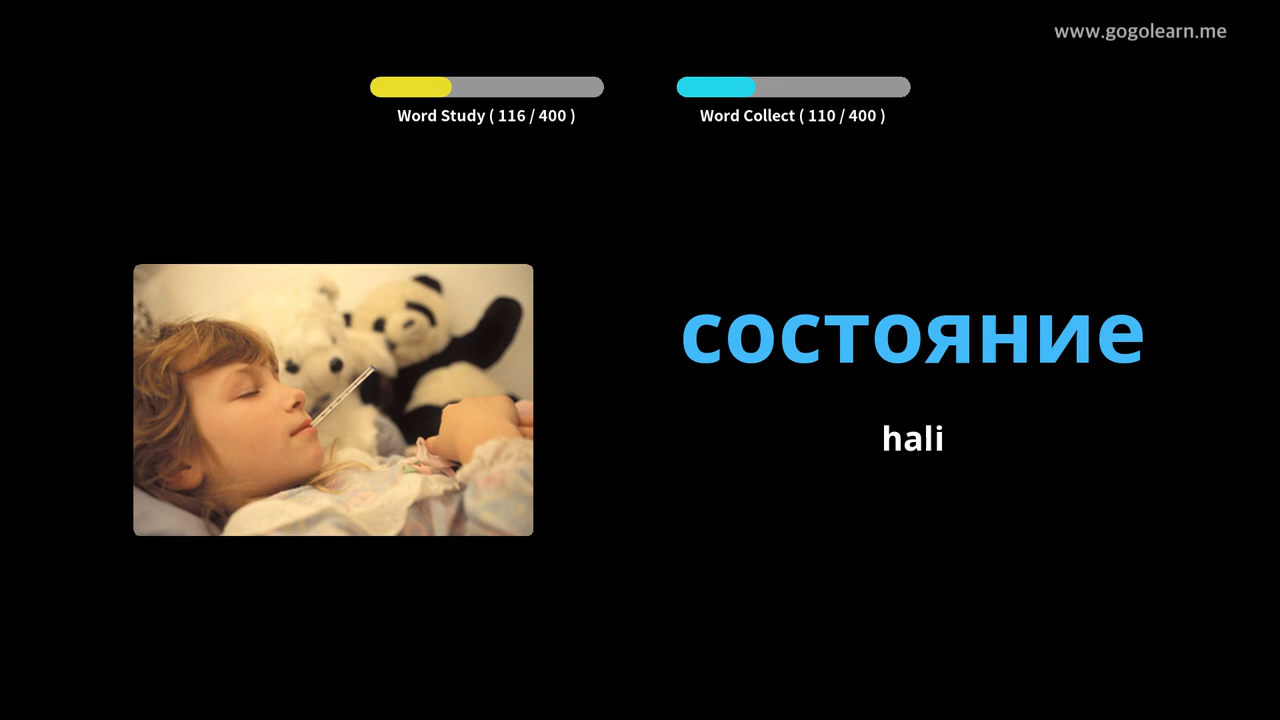 www.gogolearn.me
Word Study ( 116 / 400 )
Word Collect ( 110 / 400 )
состояние
hali